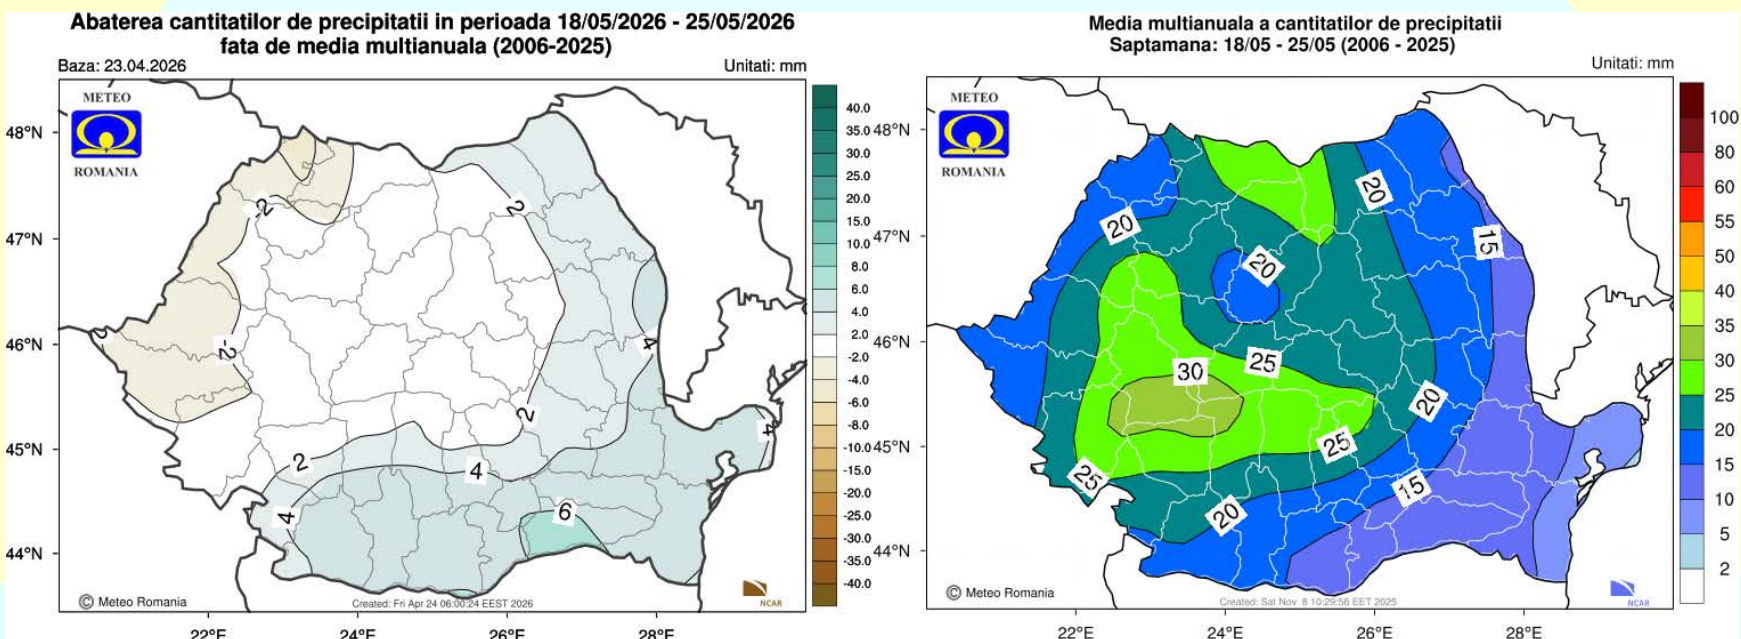 Abaterea cantitatilor de precipitatii in perioada 18/05/2026 - 25/05/2026
fata de media multianuala (2006-2025)
Baza: 23.04.2026
Unitati: mm
METEO
ROMANIA
48°N
47°N
46°N
45°N
44°N
-2
2
2
-2
4
2
2
4
4
4
6
40.0
35.0
30.0
25.0
20.0
15.0
10.0
8.0
6.0
4.0
2.0
-2.0
-4.0
-6.0
-8.0
-10.0
-15.0
-20.0
-25.0
-30.0
-35.0
-40.0
© Meteo Romania
Created: Fri Apr 24 06:00:24 EEST 2026
NCAR
22°E
24°E
26°E
28°E
Media multianuala a cantitatilor de precipitatii
Saptamana: 18/05 - 25/05 (2006 - 2025)
Unitati: mm
METEO
ROMANIA
48°N
47°N
46°N
45°N
44°N
20
20
15
20
25
30
20
25
25
15
20
100
80
60
55
50
40
35
30
25
20
15
10
5
2
© Meteo Romania
Created: Sat Nov 8 10:29:56 EET 2025
NCAR
22°E
24°E
26°E
28°E